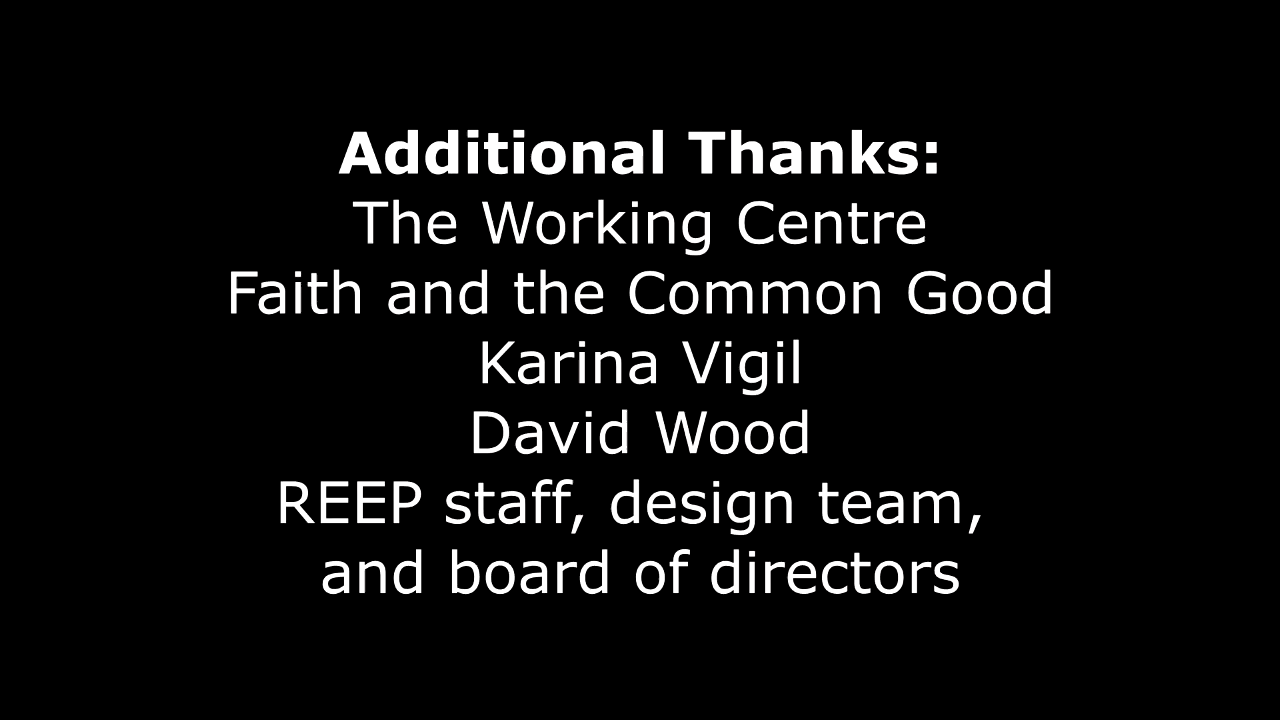 Additional Thanks:
The Working Centre
Faith and the Common Good
Karina Vigil
David Wood
REEP staff, design team,
and board of directors